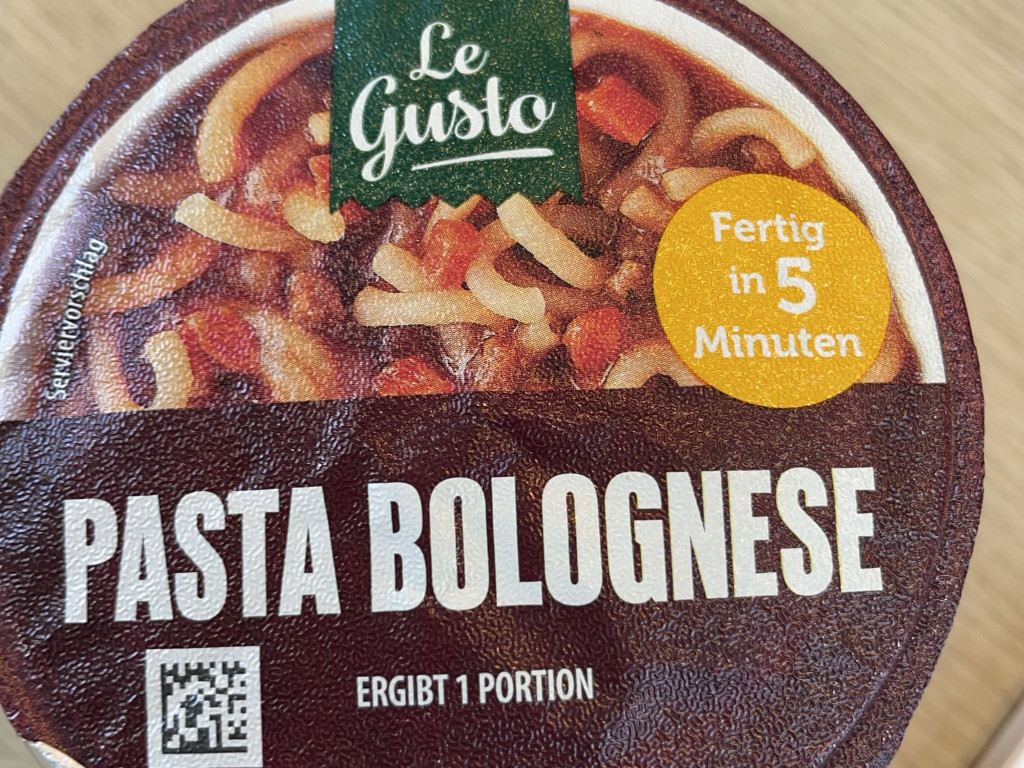 Le
Gusto
Fertig
in 5
Minuten
Serviervorschlag
PASTA BOLOGNESE
ERGIBT 1 PORTION